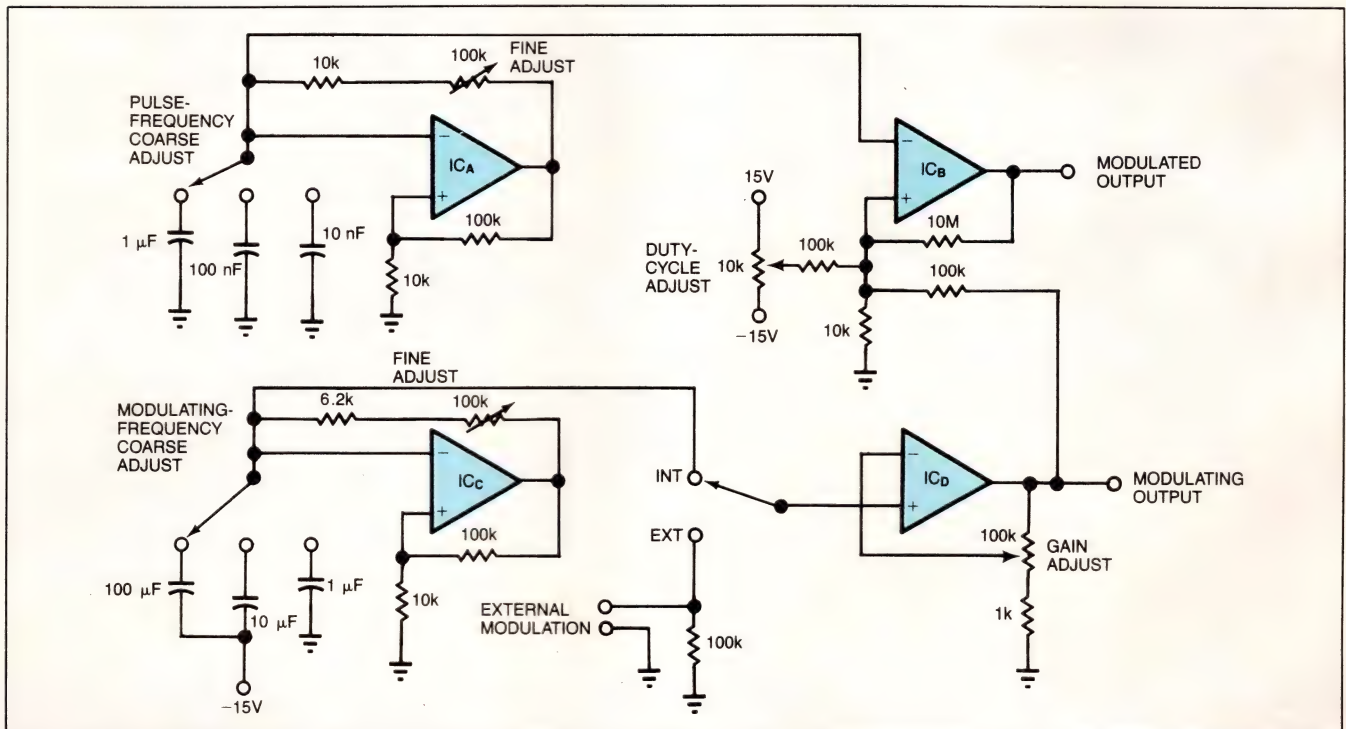 PULSE-
FREQUENCY
COARSE
ADJUST
10k
100k
FINE
ADJUST
−
ICA
+
100k
10k
1 µF
100 nF
10 nF
−
ICB
+
MODULATED
OUTPUT
15V
DUTY-
CYCLE
ADJUST
10k
−15V
100k
10M
100k
10k
MODULATING-
FREQUENCY
COARSE
ADJUST
FINE
ADJUST
6.2k
100k
−
ICC
+
100k
10k
100 µF
10 µF
1 µF
−15V
INT
EXT
EXTERNAL
MODULATION
100k
−
ICD
+
MODULATING
OUTPUT
100k
GAIN
ADJUST
1k